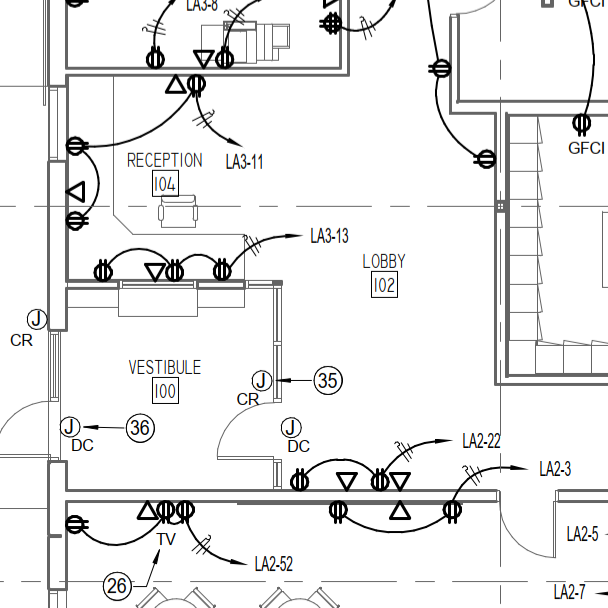 LA3-8
GFCI
GFCI
RECEPTION
104
LA3-11
LA3-13
LOBBY
102
J
CR
VESTIBULE
100
J
35
CR
J
36
DC
J
DC
LA2-22
LA2-3
TV
LA2-52
26
LA2-5
LA2-7